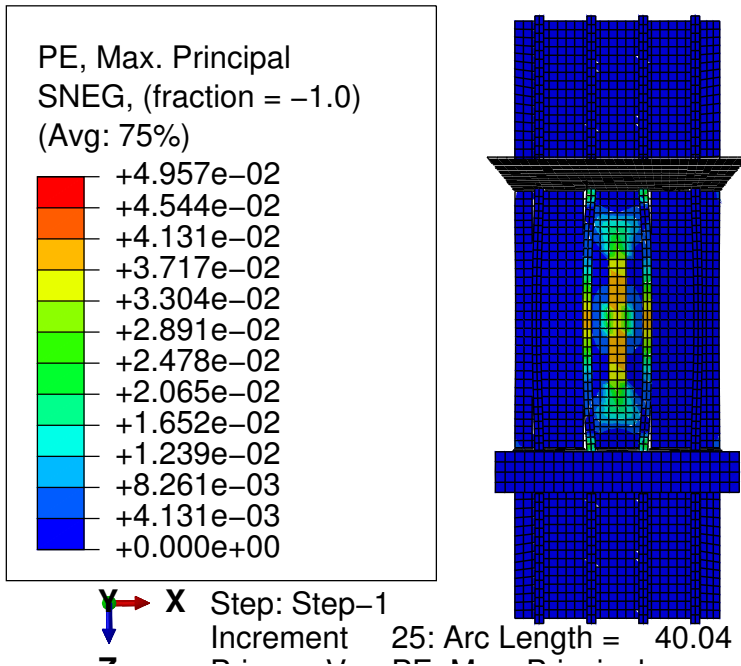 PE, Max. Principal
SNEG, (fraction = −1.0)
(Avg: 75%)
+4.957e−02
+4.544e−02
+4.131e−02
+3.717e−02
+3.304e−02
+2.891e−02
+2.478e−02
+2.065e−02
+1.652e−02
+1.239e−02
+8.261e−03
+4.131e−03
+0.000e+00
Y X Step: Step−1
Increment 25: Arc Length = 40.04
Z PE, Max. Principal